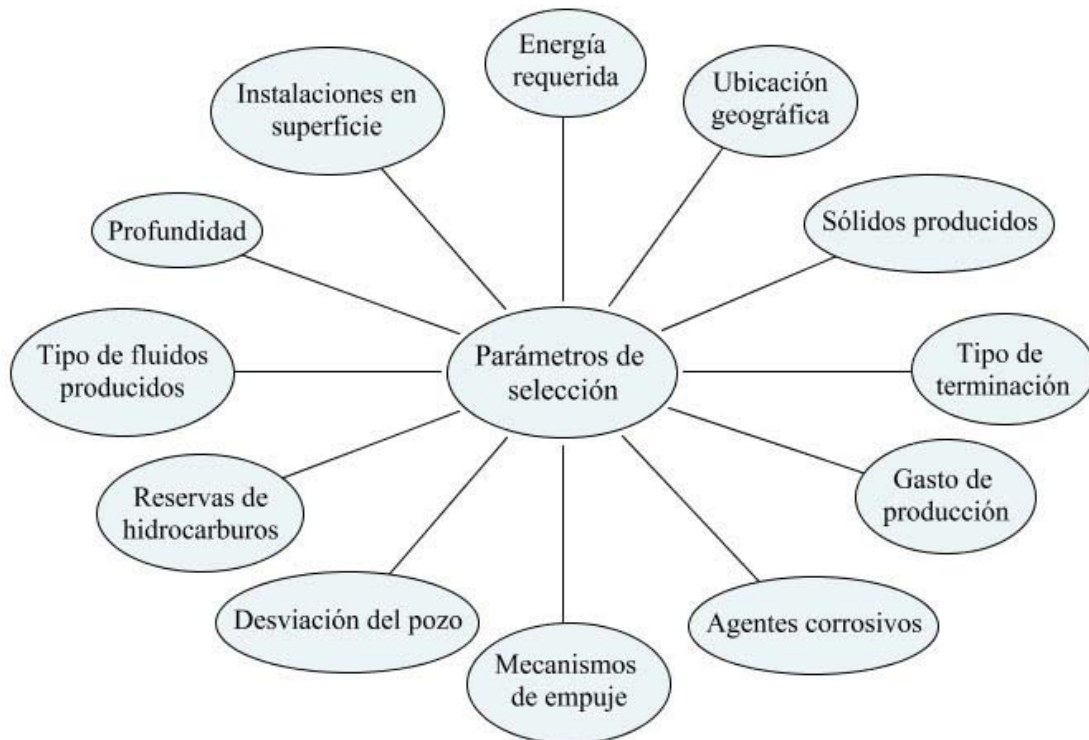 Energía
requerida
Ubicación
geográfica
Instalaciones en
superficie
Sólidos producidos
Profundidad
Tipo de fluidos
producidos
Parámetros de
selección
Tipo de
terminación
Reservas de
hidrocarburos
Gasto de
producción
Desviación del pozo
Agentes corrosivos
Mecanismos
de empuje